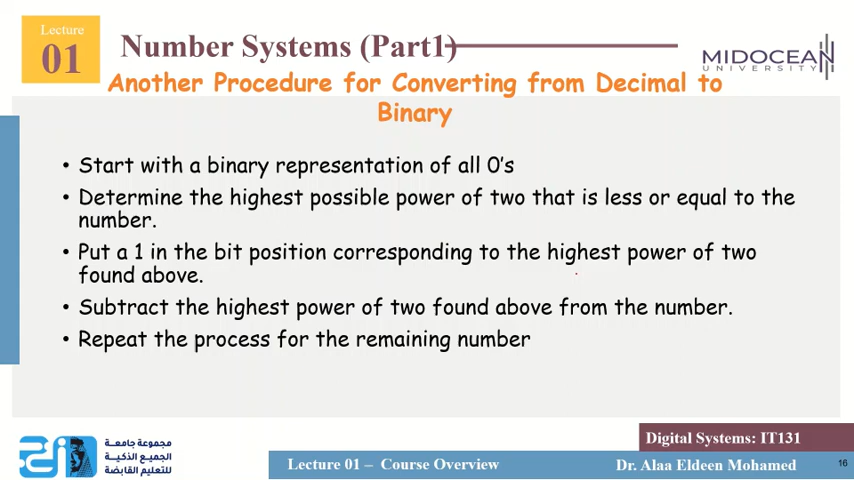 Lecture
01
Number Systems (Part1)
MIDOCEAN
UNIVERSITY
Another Procedure for Converting from Decimal to
Binary
• Start with a binary representation of all 0's
• Determine the highest possible power of two that is less or equal to the
number.
• Put a 1 in the bit position corresponding to the highest power of two
found above.
• Subtract the highest power of two found above from the number.
• Repeat the process for the remaining number
مجموعة جامعة
الجميع الذكية
للتعليم القابضة
Digital Systems: IT131
Lecture 01 – Course Overview
Dr. Alaa Eldeen Mohamed
16